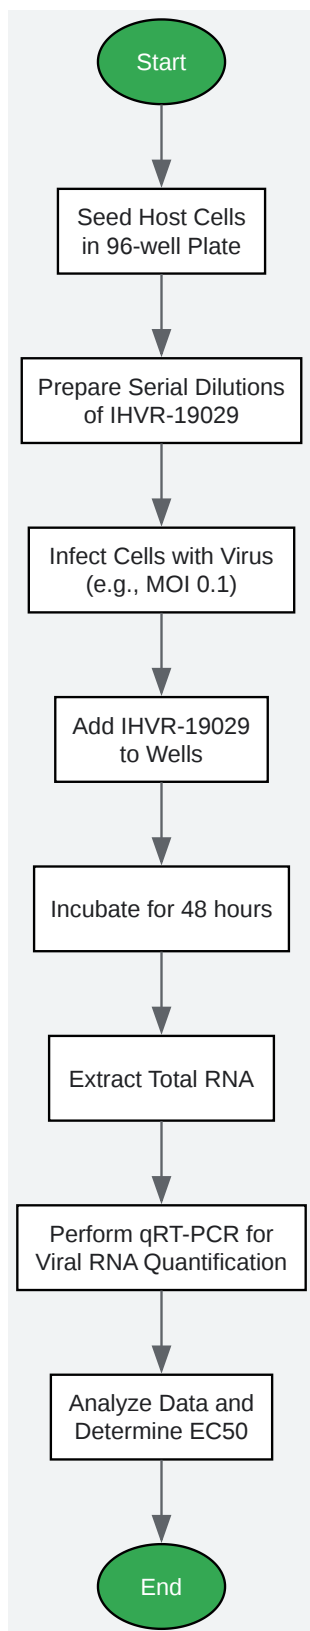 Start
Seed Host Cells
in 96-well Plate
Prepare Serial Dilutions
of IHVR-19029
Infect Cells with Virus
(e.g., MOI 0.1)
Add IHVR-19029
to Wells
Incubate for 48 hours
Extract Total RNA
Perform qRT-PCR for
Viral RNA Quantification
Analyze Data and
Determine EC50
End